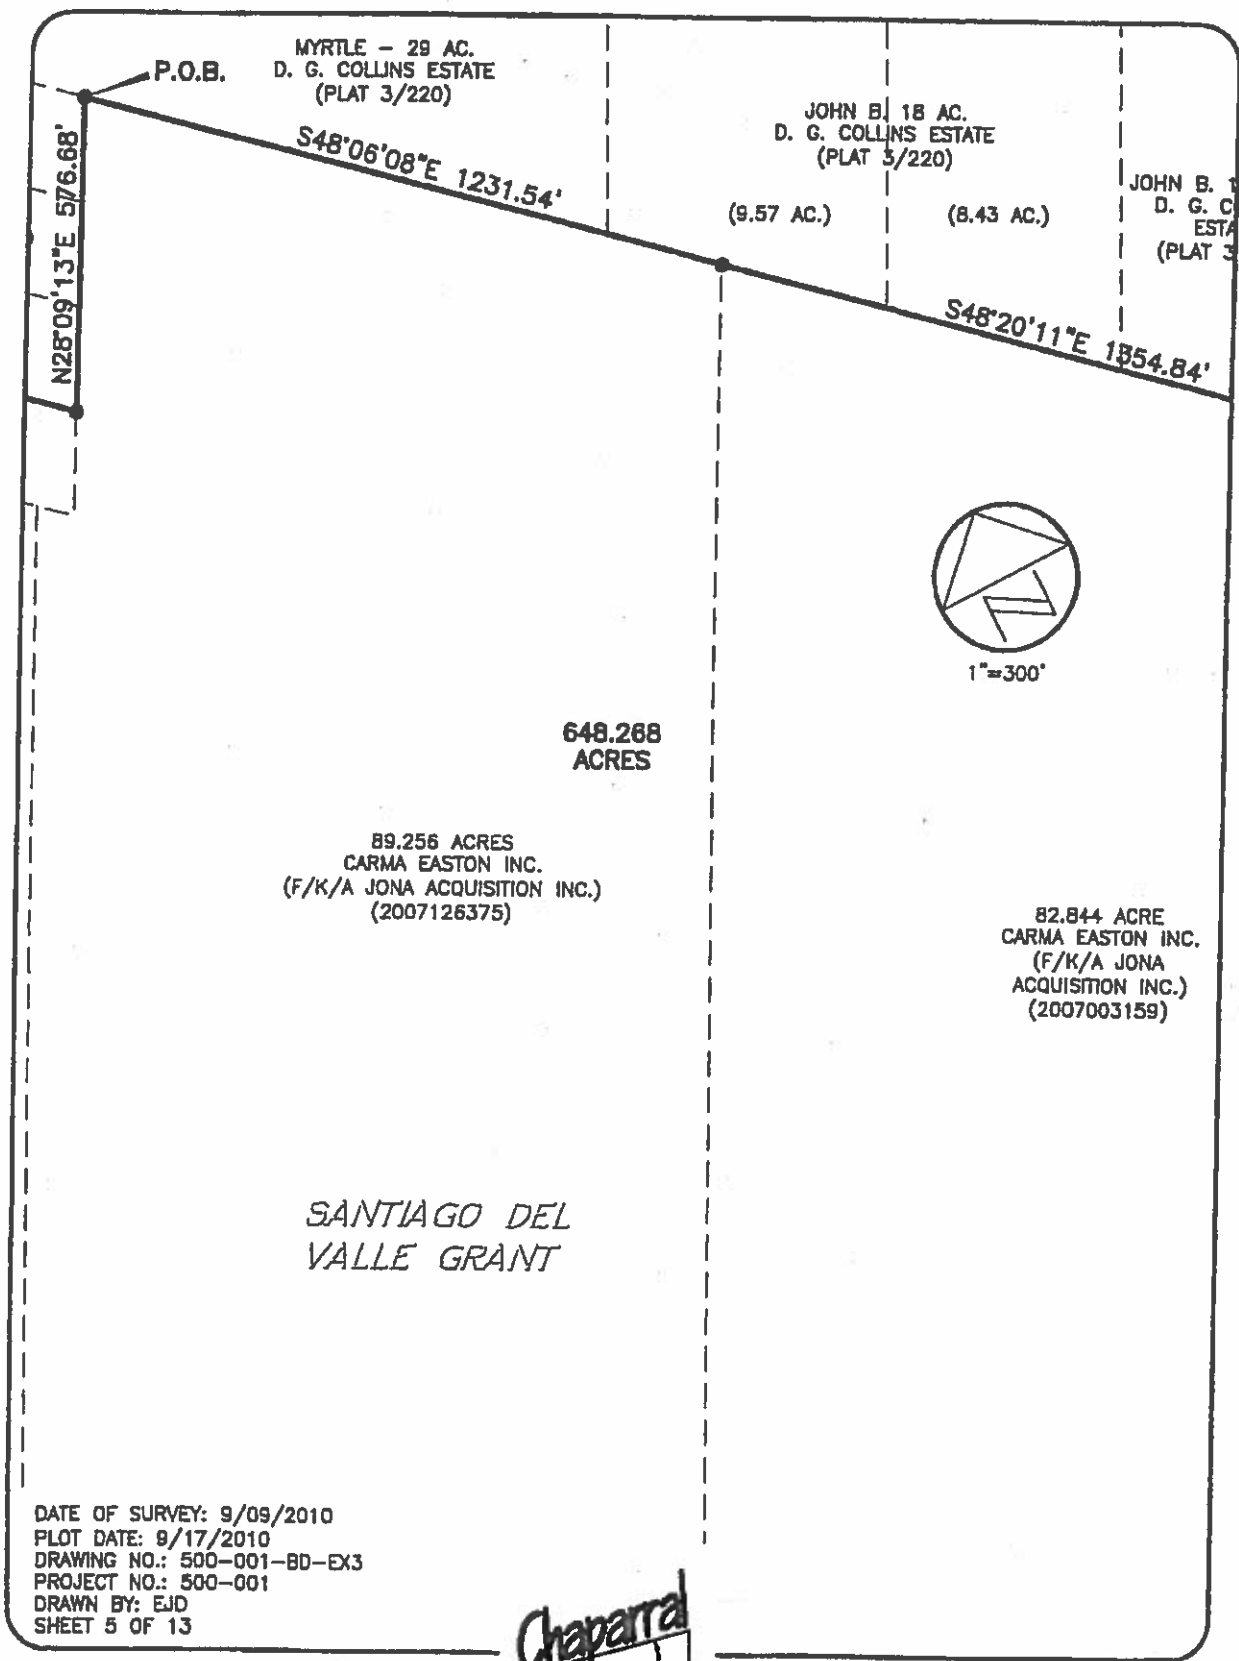 MYRTLE - 29 AC.
D. G. COLLINS ESTATE
(PLAT 3/220)
P.O.B.
S48°06'08"E 1231.54'
N28°09'13"E 576.68'
JOHN B. 18 AC.
D. G. COLLINS ESTATE
(PLAT 3/220)
(9.57 AC.)
(8.43 AC.)
JOHN B. 1
D. G. C
ESTA
(PLAT 3
S48°20'11"E 1354.84'
1"=300'
648.268
ACRES
89.256 ACRES
CARMA EASTON INC.
(F/K/A JONA ACQUISITION INC.)
(2007126375)
82.844 ACRE
CARMA EASTON INC.
(F/K/A JONA
ACQUISITION INC.)
(2007003159)
SANTIAGO DEL
VALLE GRANT
DATE OF SURVEY: 9/09/2010
PLOT DATE: 9/17/2010
DRAWING NO.: 500-001-BD-EX3
PROJECT NO.: 500-001
DRAWN BY: EJD
SHEET 5 OF 13
Chaparral